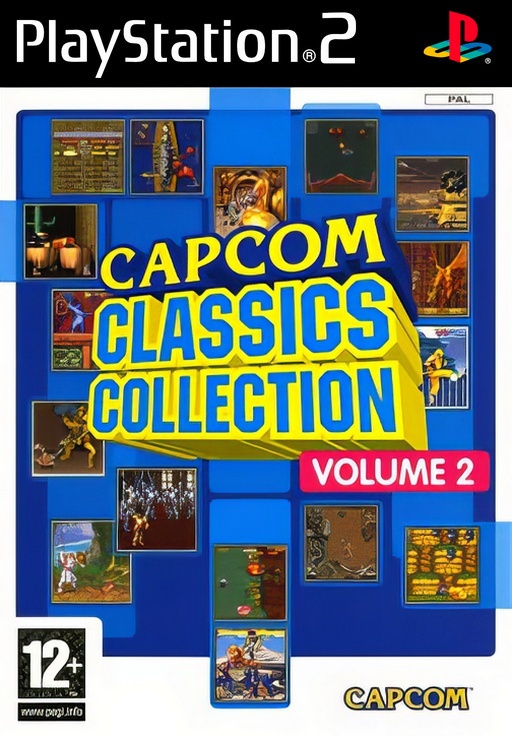 PlayStation®2
PAL
CAPCOM
CLASSICS
COLLECTION
VOLUME 2
12+
www.pegi.info
CAPCOM